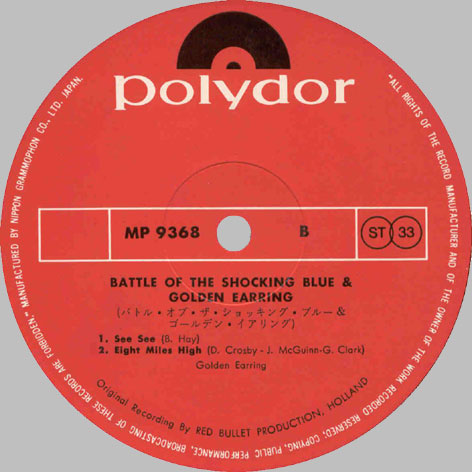 polydor
MP 9368
B
ST 33
BATTLE OF THE SHOCKING BLUE &
GOLDEN EARRING
(バトル・オブ・ザ・ショッキング・ブルー&
ゴールデン・イアリング)
1. See See (B. Hay)
2. Eight Miles High (D. Crosby - J. McGuinn-G. Clark)
Golden Earring
Original Recording By RED BULLET PRODUCTION, HOLLAND
"ALL RIGHTS OF THE RECORD MANUFACTURER AND OF THE OWNER OF THE WORK RECORDED RESERVED; COPYING, PUBLIC PERFORMANCE, BROADCASTING OF THESE RECORDS ARE FORBIDDEN." MANUFACTURED BY NIPPON GRAMMOPHON CO., LTD. JAPAN.